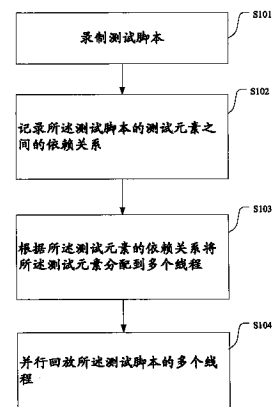 S101
录制测试脚本
S102
记录所述测试脚本的测试元素之
间的依赖关系
S103
根据所述测试元素的依赖关系将
所述测试元素分配到多个线程
S104
并行回放所述测试脚本的多个线
程